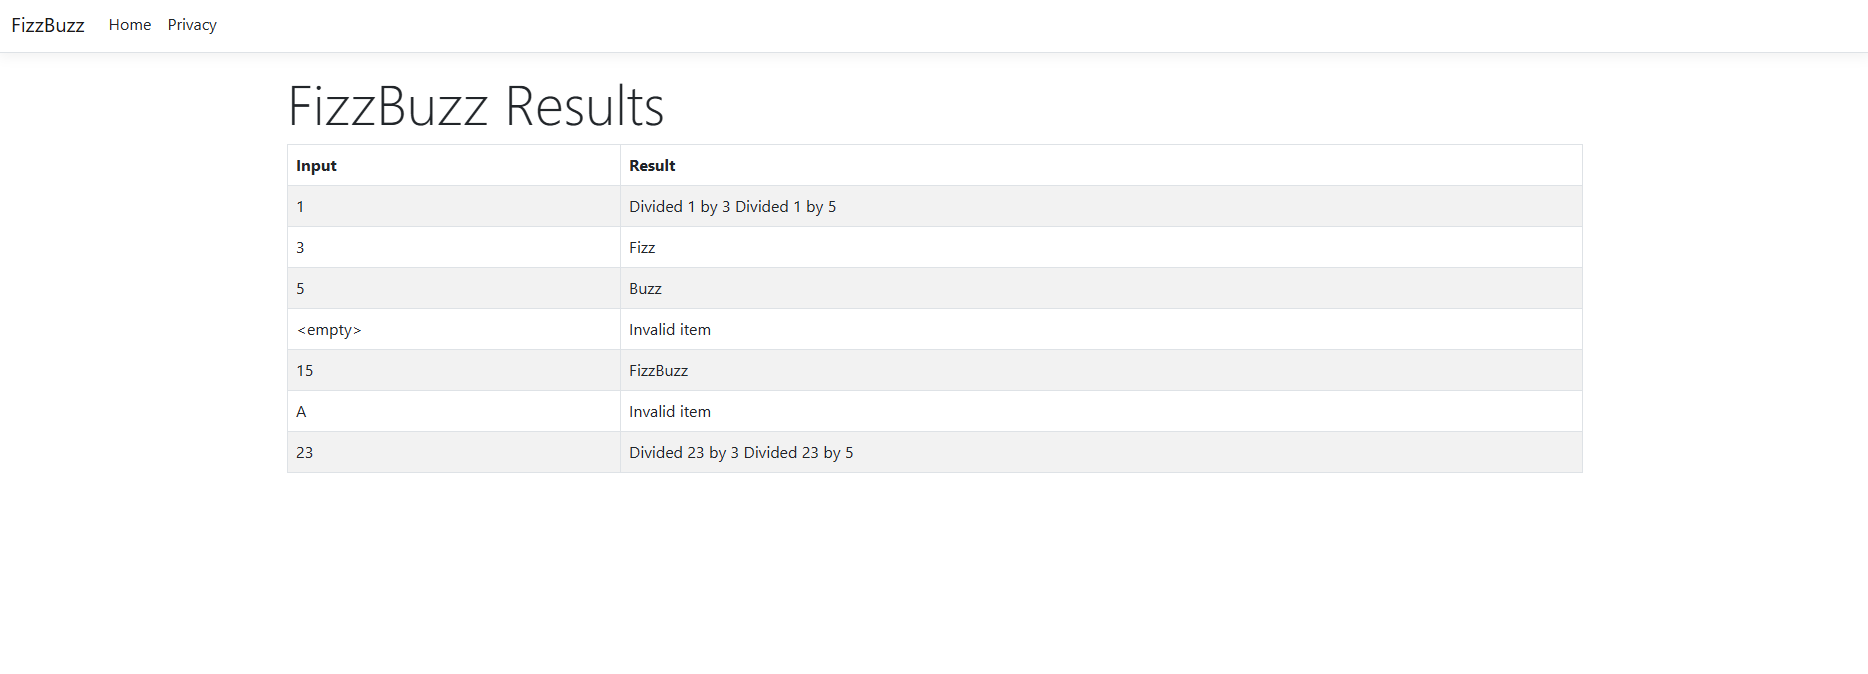 FizzBuzz Home Privacy
FizzBuzz Results
Input Result
1 Divided 1 by 3 Divided 1 by 5
3 Fizz
5 Buzz
<empty> Invalid item
15 FizzBuzz
A Invalid item
23 Divided 23 by 3 Divided 23 by 5